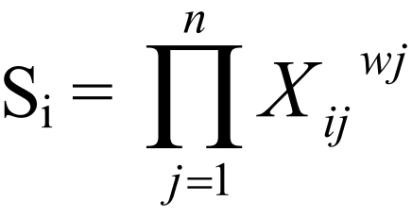 Sᵢ = ∏ⁿⱼ₌₁ Xᵢⱼ ʷʲ